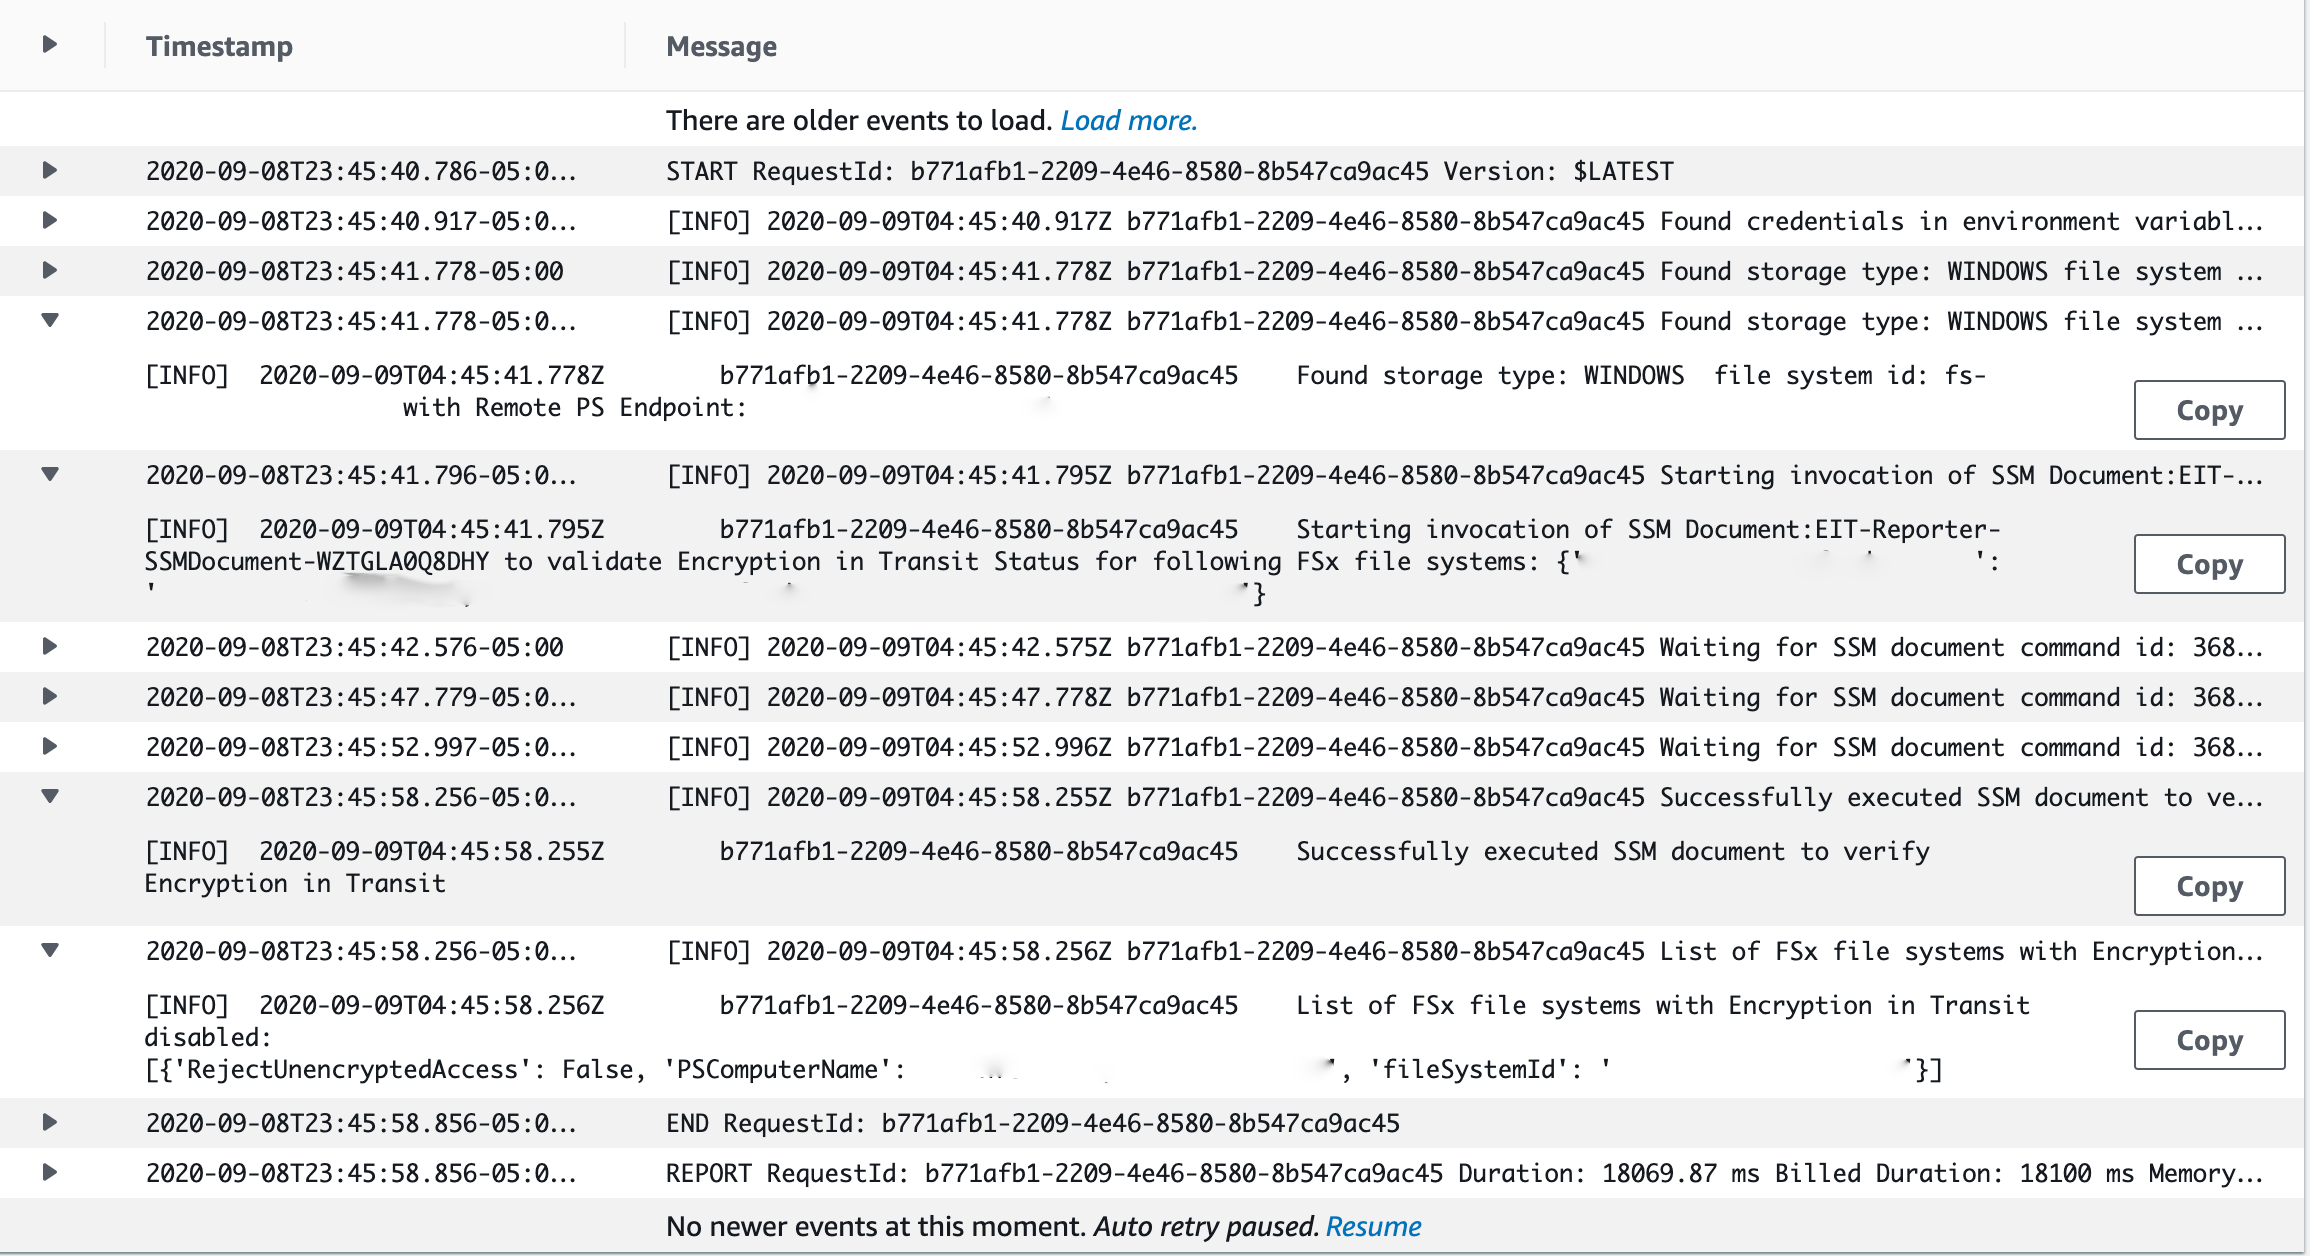 Timestamp Message
There are older events to load. Load more.
2020-09-08T23:45:40.786-05:0... START RequestId: b771afb1-2209-4e46-8580-8b547ca9ac45 Version: $LATEST
2020-09-08T23:45:40.917-05:0... [INFO] 2020-09-09T04:45:40.917Z b771afb1-2209-4e46-8580-8b547ca9ac45 Found credentials in environment variabl...
2020-09-08T23:45:41.778-05:00 [INFO] 2020-09-09T04:45:41.778Z b771afb1-2209-4e46-8580-8b547ca9ac45 Found storage type: WINDOWS file system ...
2020-09-08T23:45:41.778-05:0... [INFO] 2020-09-09T04:45:41.778Z b771afb1-2209-4e46-8580-8b547ca9ac45 Found storage type: WINDOWS file system ...
[INFO] 2020-09-09T04:45:41.778Z b771afb1-2209-4e46-8580-8b547ca9ac45 Found storage type: WINDOWS file system id: fs-
with Remote PS Endpoint:
Copy
2020-09-08T23:45:41.796-05:0... [INFO] 2020-09-09T04:45:41.795Z b771afb1-2209-4e46-8580-8b547ca9ac45 Starting invocation of SSM Document:EIT-...
[INFO] 2020-09-09T04:45:41.795Z b771afb1-2209-4e46-8580-8b547ca9ac45 Starting invocation of SSM Document:EIT-Reporter-
SSMDocument-WZTGLA0Q8DHY to validate Encryption in Transit Status for following FSx file systems: {' ':
' '}
Copy
2020-09-08T23:45:42.576-05:00 [INFO] 2020-09-09T04:45:42.575Z b771afb1-2209-4e46-8580-8b547ca9ac45 Waiting for SSM document command id: 368...
2020-09-08T23:45:47.779-05:0... [INFO] 2020-09-09T04:45:47.778Z b771afb1-2209-4e46-8580-8b547ca9ac45 Waiting for SSM document command id: 368...
2020-09-08T23:45:52.997-05:0... [INFO] 2020-09-09T04:45:52.996Z b771afb1-2209-4e46-8580-8b547ca9ac45 Waiting for SSM document command id: 368...
2020-09-08T23:45:58.256-05:0... [INFO] 2020-09-09T04:45:58.255Z b771afb1-2209-4e46-8580-8b547ca9ac45 Successfully executed SSM document to ve...
[INFO] 2020-09-09T04:45:58.255Z b771afb1-2209-4e46-8580-8b547ca9ac45 Successfully executed SSM document to verify
Encryption in Transit
Copy
2020-09-08T23:45:58.256-05:0... [INFO] 2020-09-09T04:45:58.256Z b771afb1-2209-4e46-8580-8b547ca9ac45 List of FSx file systems with Encryption...
[INFO] 2020-09-09T04:45:58.256Z b771afb1-2209-4e46-8580-8b547ca9ac45 List of FSx file systems with Encryption in Transit
disabled:
[{'RejectUnencryptedAccess': False, 'PSComputerName': ', 'fileSystemId': ' '}]
Copy
2020-09-08T23:45:58.856-05:0... END RequestId: b771afb1-2209-4e46-8580-8b547ca9ac45
2020-09-08T23:45:58.856-05:0... REPORT RequestId: b771afb1-2209-4e46-8580-8b547ca9ac45 Duration: 18069.87 ms Billed Duration: 18100 ms Memory...
No newer events at this moment. Auto retry paused. Resume